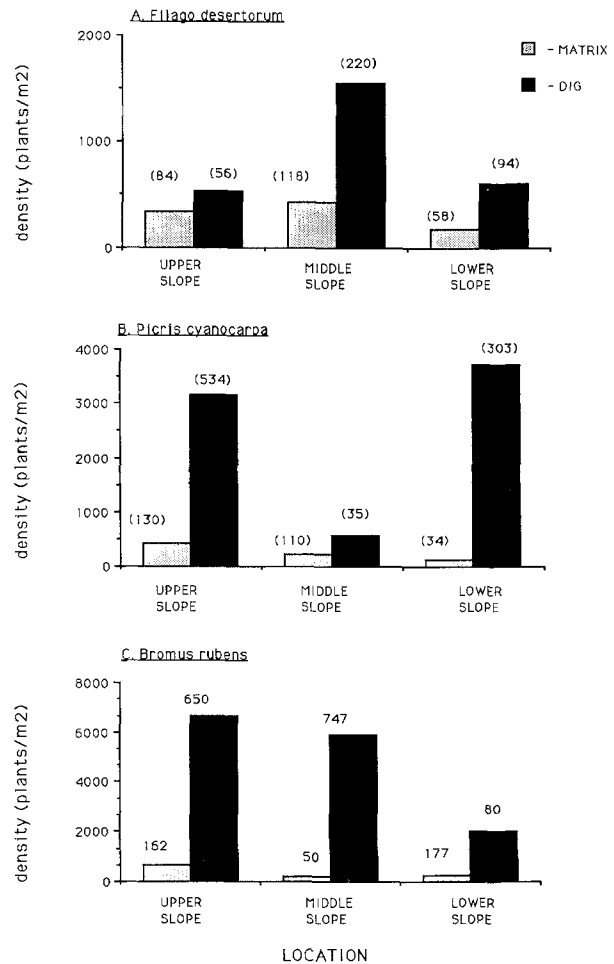 A. Filago desertorum
- MATRIX
- DIG
density (plants/m2)
2000
1000
0
(84)
(56)
(118)
(220)
(58)
(94)
UPPER
SLOPE
MIDDLE
SLOPE
LOWER
SLOPE
B. Picris cyanocarpa
density (plants/m2)
4000
3000
2000
1000
0
(130)
(534)
(110)
(35)
(34)
(303)
UPPER
SLOPE
MIDDLE
SLOPE
LOWER
SLOPE
C. Bromus rubens
density (plants/m2)
8000
6000
4000
2000
0
162
650
50
747
177
80
UPPER
SLOPE
MIDDLE
SLOPE
LOWER
SLOPE
LOCATION